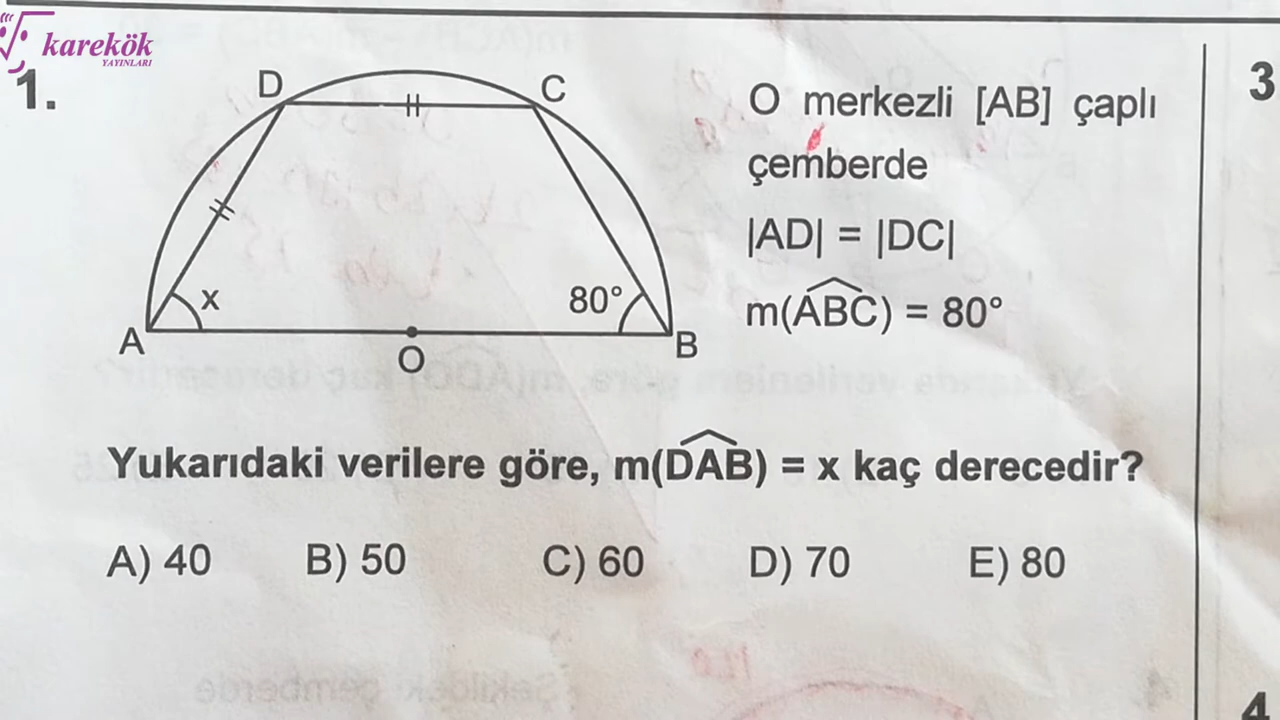 karekök
YAYINLARI
1.
D
C
x
80°
A
O
B
O merkezli [AB] çaplı
çemberde
|AD| = |DC|
m(ABC) = 80°
Yukarıdaki verilere göre, m(DAB) = x kaç derecedir?
A) 40 B) 50 C) 60 D) 70 E) 80
3
4